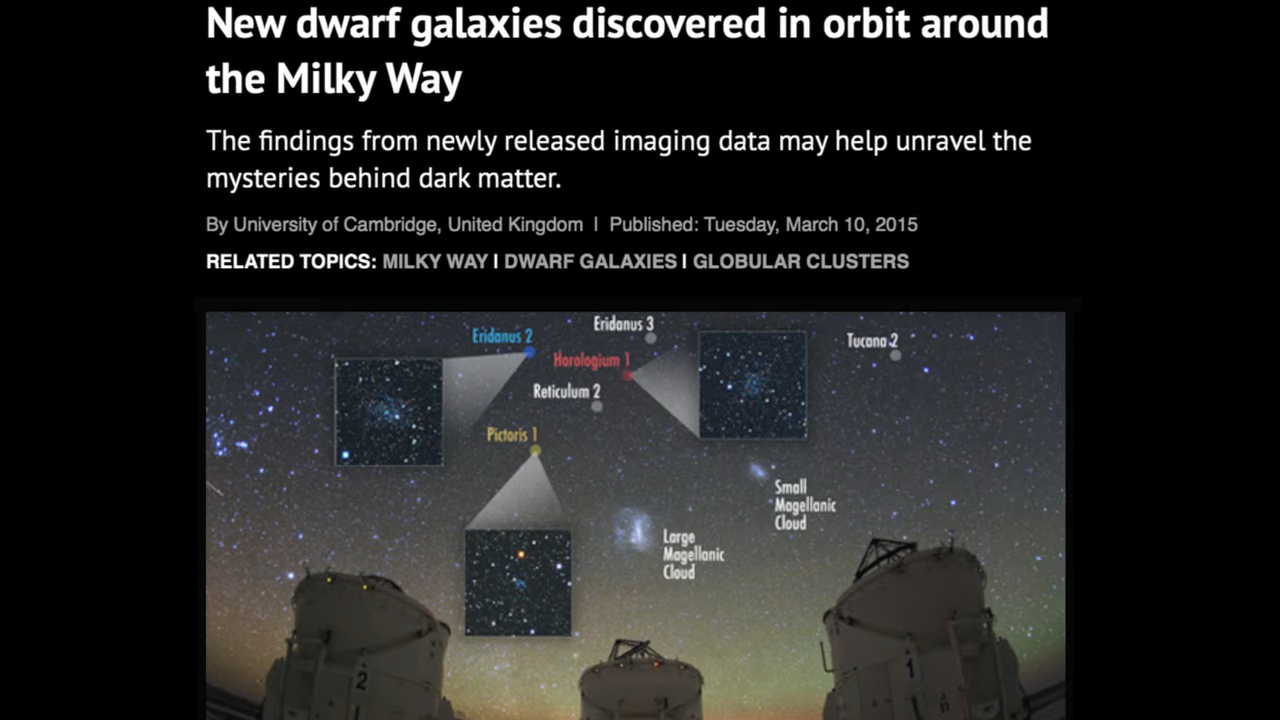 New dwarf galaxies discovered in orbit around
the Milky Way
The findings from newly released imaging data may help unravel the
mysteries behind dark matter.
By University of Cambridge, United Kingdom | Published: Tuesday, March 10, 2015
RELATED TOPICS: MILKY WAY | DWARF GALAXIES | GLOBULAR CLUSTERS
Eridanus 3
Eridanus 2
Tucana 2
Horologium 1
Reticulum 2
Pictoris 1
Small
Magellanic
Cloud
Large
Magellanic
Cloud
2
1